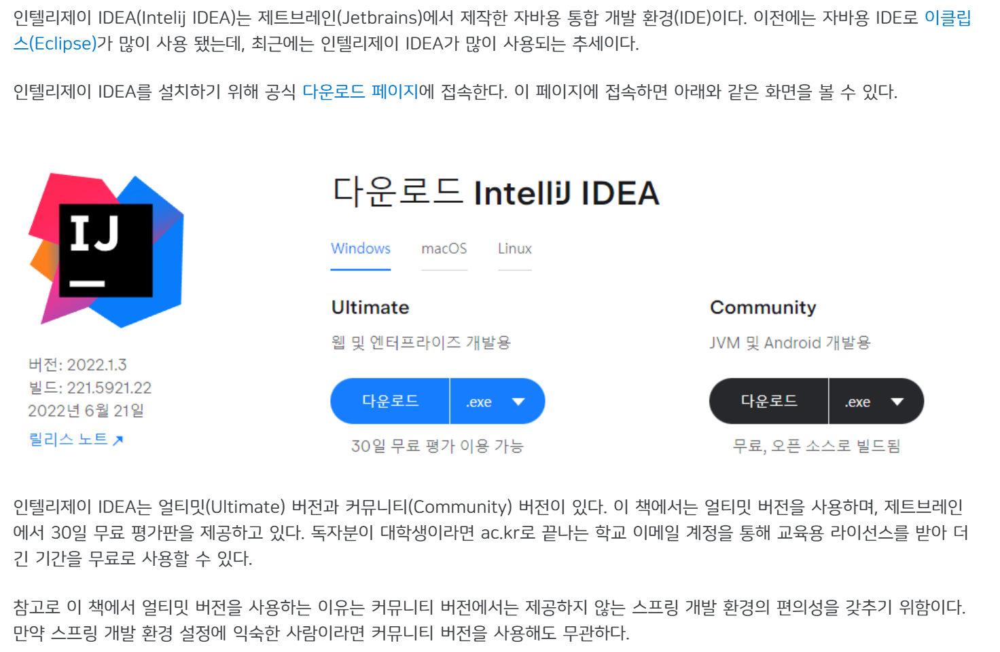 인텔리제이 IDEA(Intelij IDEA)는 제트브레인(Jetbrains)에서 제작한 자바용 통합 개발 환경(IDE)이다. 이전에는 자바용 IDE로 이클립
스(Eclipse)가 많이 사용 됐는데, 최근에는 인텔리제이 IDEA가 많이 사용되는 추세이다.
인텔리제이 IDEA를 설치하기 위해 공식 다운로드 페이지에 접속한다. 이 페이지에 접속하면 아래와 같은 화면을 볼 수 있다.
IJ
버전: 2022.1.3
빌드: 221.5921.22
2022년 6월 21일
릴리스 노트 ↗
다운로드 IntelliJ IDEA
Windows macOS Linux
Ultimate
웹 및 엔터프라이즈 개발용
다운로드 .exe
30일 무료 평가 이용 가능
Community
JVM 및 Android 개발용
다운로드 .exe
무료, 오픈 소스로 빌드됨
인텔리제이 IDEA는 얼티밋(Ultimate) 버전과 커뮤니티(Community) 버전이 있다. 이 책에서는 얼티밋 버전을 사용하며, 제트브레인
에서 30일 무료 평가판을 제공하고 있다. 독자분이 대학생이라면 ac.kr로 끝나는 학교 이메일 계정을 통해 교육용 라이선스를 받아 더
긴 기간을 무료로 사용할 수 있다.
참고로 이 책에서 얼티밋 버전을 사용하는 이유는 커뮤니티 버전에서는 제공하지 않는 스프링 개발 환경의 편의성을 갖추기 위함이다.
만약 스프링 개발 환경 설정에 익숙한 사람이라면 커뮤니티 버전을 사용해도 무관하다.